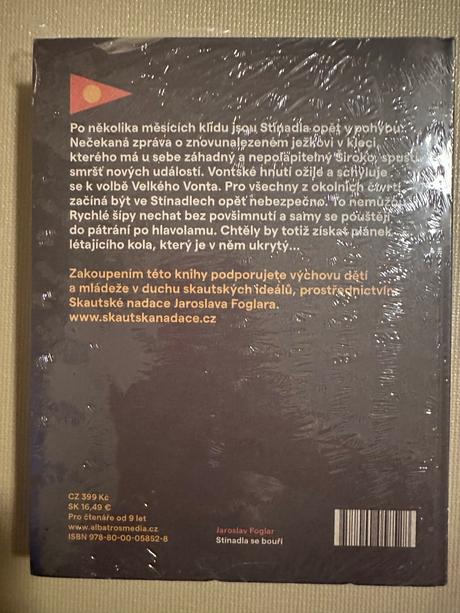 Po několika měsících klidu jsou Stínadla opět v pohybu.
Nečekaná zpráva o znovunalezeném ježkovi v kleci,
kterého má u sebe záhadný a nepolapitelný Široko, spustí
smršť nových událostí. Vontské hnutí ožije a schyluje
se k volbě Velkého Vonta. Pro všechny z okolních čtvrtí
začíná být ve Stínadlech opět nebezpečno. To nemůžou
Rychlé šípy nechat bez povšimnutí a samy se pouštějí
do pátrání po hlavolamu. Chtěly by totiž získat plánek
létajícího kola, který je v něm ukrytý...
Zakoupením této knihy podporujete výchovu dětí
a mládeže v duchu skautských ideálů, prostřednictvím
Skautské nadace Jaroslava Foglara.
www.skautskanadace.cz
CZ 399 Kč
SK 16,49 €
Pro čtenáře od 9 let
www.albatrosmedia.cz
ISBN 978-80-00-05852-8
Jaroslav Foglar
Stínadla se bouří